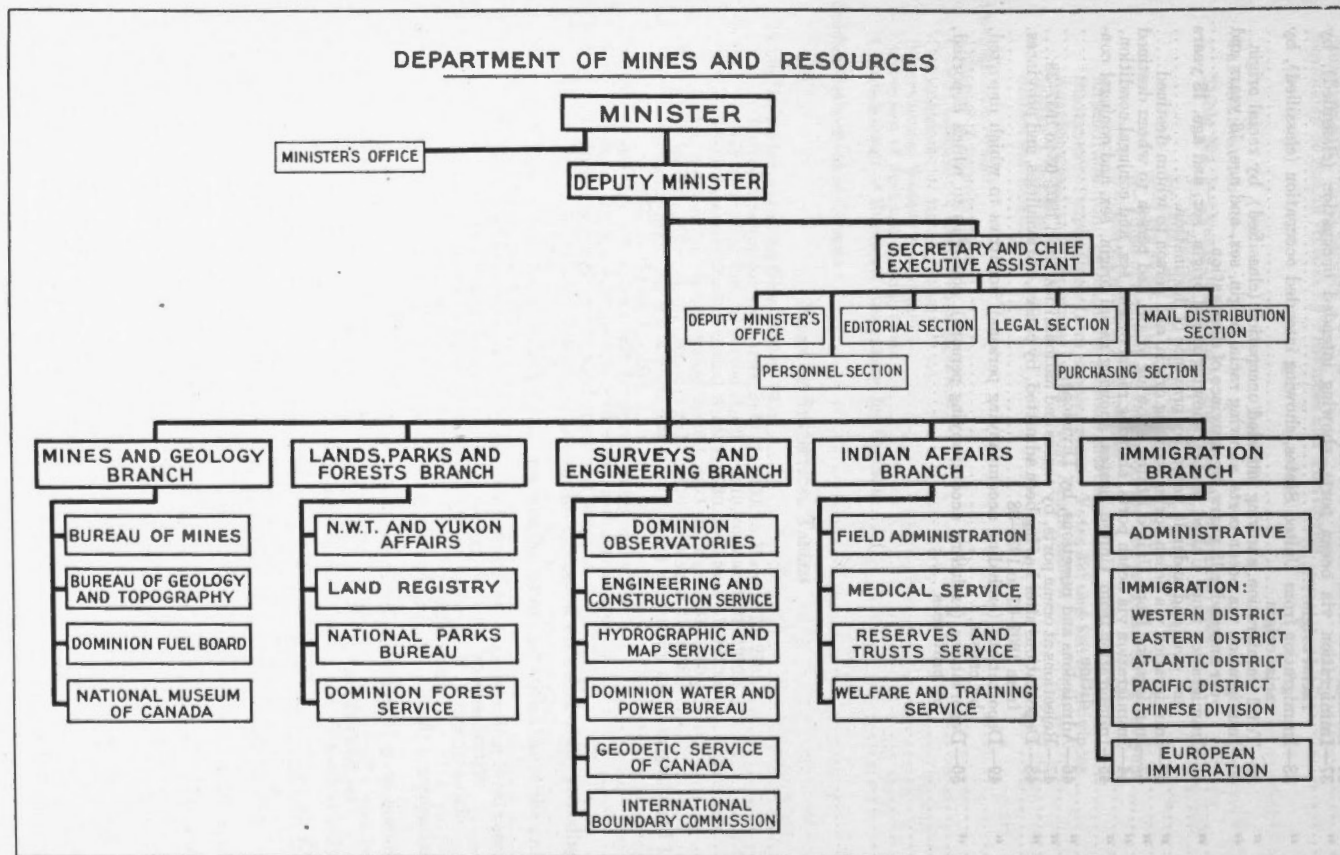 DEPARTMENT OF MINES AND RESOURCES
MINISTER
MINISTER'S OFFICE
DEPUTY MINISTER
SECRETARY AND CHIEF
EXECUTIVE ASSISTANT
DEPUTY MINISTER'S
OFFICE
EDITORIAL SECTION
LEGAL SECTION
MAIL DISTRIBUTION
SECTION
PERSONNEL SECTION
PURCHASING SECTION
MINES AND GEOLOGY
BRANCH
BUREAU OF MINES
BUREAU OF GEOLOGY
AND TOPOGRAPHY
DOMINION FUEL BOARD
NATIONAL MUSEUM
OF CANADA
LANDS, PARKS AND
FORESTS BRANCH
N.W.T. AND YUKON
AFFAIRS
LAND REGISTRY
NATIONAL PARKS
BUREAU
DOMINION FOREST
SERVICE
SURVEYS AND
ENGINEERING BRANCH
DOMINION
OBSERVATORIES
ENGINEERING AND
CONSTRUCTION SERVICE
HYDROGRAPHIC AND
MAP SERVICE
DOMINION WATER AND
POWER BUREAU
GEODETIC SERVICE
OF CANADA
INTERNATIONAL
BOUNDARY COMMISSION
INDIAN AFFAIRS
BRANCH
FIELD ADMINISTRATION
MEDICAL SERVICE
RESERVES AND
TRUSTS SERVICE
WELFARE AND TRAINING
SERVICE
IMMIGRATION
BRANCH
ADMINISTRATIVE
IMMIGRATION:
WESTERN DISTRICT
EASTERN DISTRICT
ATLANTIC DISTRICT
PACIFIC DISTRICT
CHINESE DIVISION
EUROPEAN
IMMIGRATION